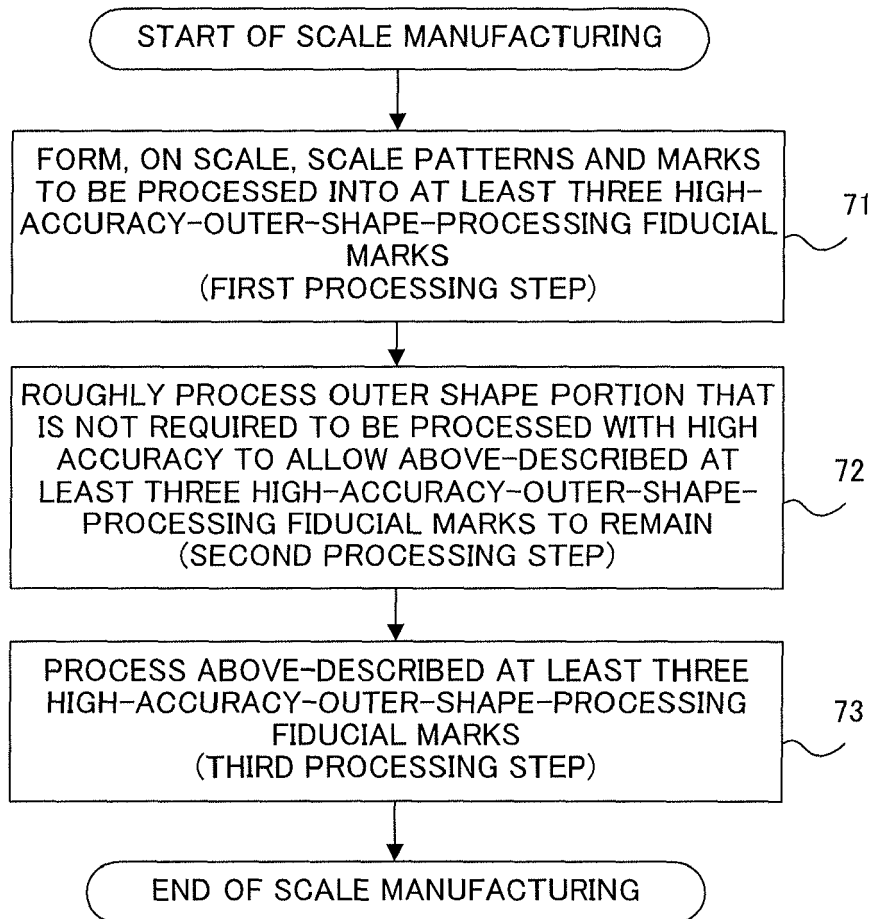 START OF SCALE MANUFACTURING
FORM, ON SCALE, SCALE PATTERNS AND MARKS
TO BE PROCESSED INTO AT LEAST THREE HIGH-
ACCURACY-OUTER-SHAPE-PROCESSING FIDUCIAL
MARKS
(FIRST PROCESSING STEP)
71
ROUGHLY PROCESS OUTER SHAPE PORTION THAT
IS NOT REQUIRED TO BE PROCESSED WITH HIGH
ACCURACY TO ALLOW ABOVE-DESCRIBED AT
LEAST THREE HIGH-ACCURACY-OUTER-SHAPE-
PROCESSING FIDUCIAL MARKS TO REMAIN
(SECOND PROCESSING STEP)
72
PROCESS ABOVE-DESCRIBED AT LEAST THREE
HIGH-ACCURACY-OUTER-SHAPE-PROCESSING
FIDUCIAL MARKS
(THIRD PROCESSING STEP)
73
END OF SCALE MANUFACTURING